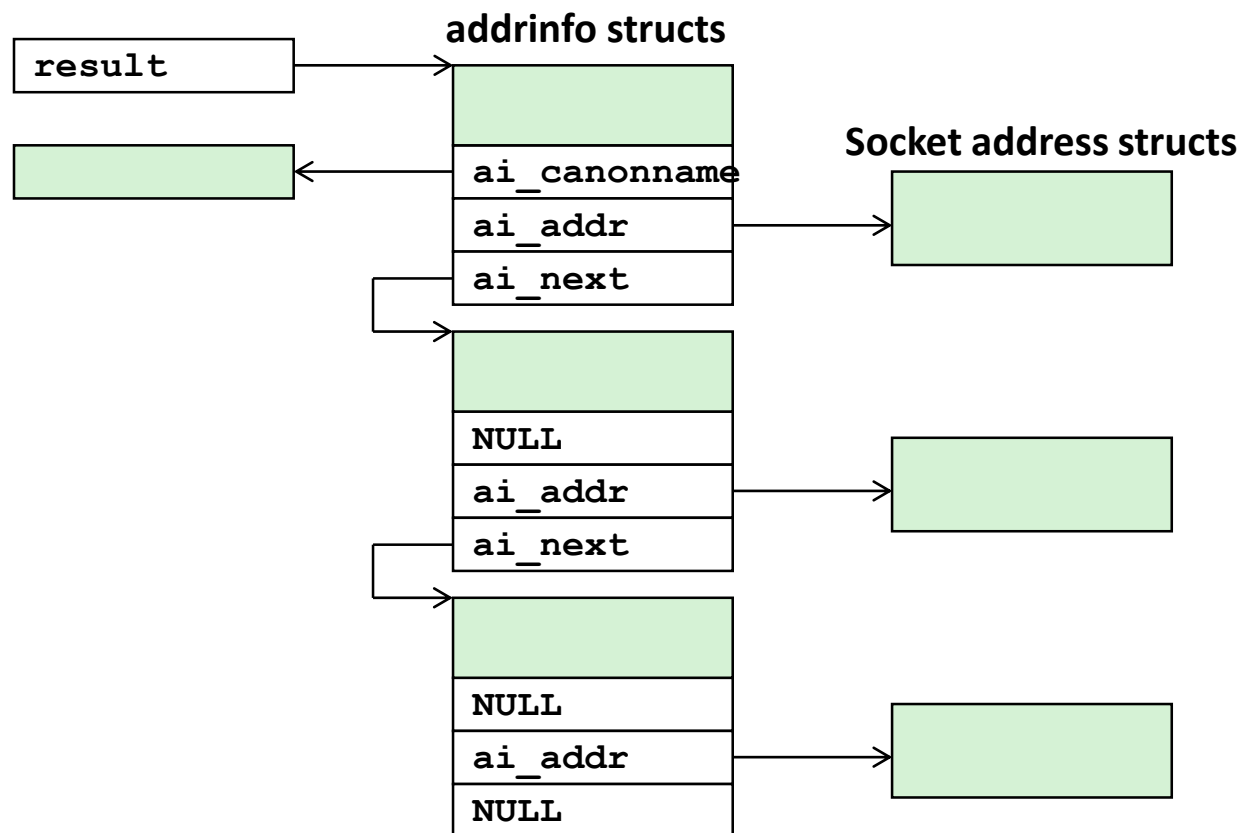 addrinfo structs
result
ai_canonname
Socket address structs
ai_addr
ai_next
NULL
ai_addr
ai_next
NULL
ai_addr
NULL